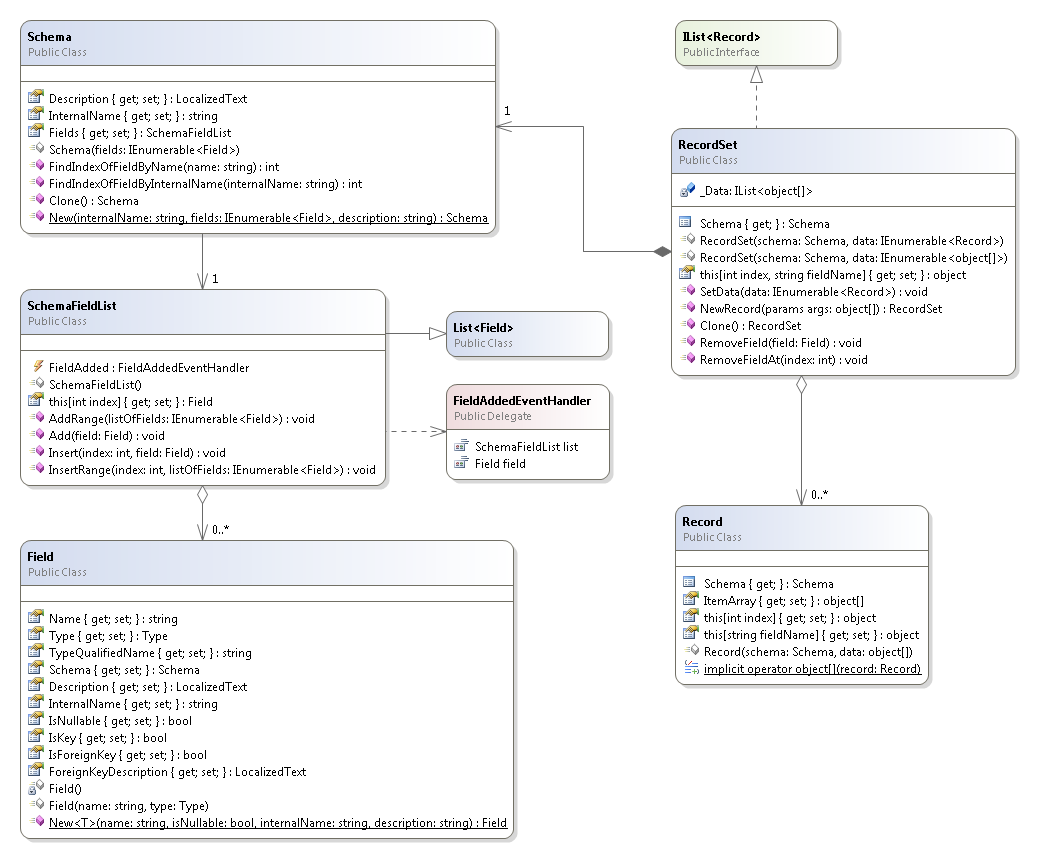 Schema
Public Class
Description { get; set; } : LocalizedText
InternalName { get; set; } : string
Fields { get; set; } : SchemaFieldList
Schema(fields: IEnumerable<Field>)
FindIndexOfFieldByName(name: string) : int
FindIndexOfFieldByInternalName(internalName: string) : int
Clone() : Schema
New(internalName: string, fields: IEnumerable<Field>, description: string) : Schema
1
IList<Record>
Public Interface
RecordSet
Public Class
_Data: IList<object[]>
Schema { get; } : Schema
RecordSet(schema: Schema, data: IEnumerable<Record>)
RecordSet(schema: Schema, data: IEnumerable<object[]>)
this[int index, string fieldName] { get; set; } : object
SetData(data: IEnumerable<Record>) : void
NewRecord(params args: object[]) : RecordSet
Clone() : RecordSet
RemoveField(field: Field) : void
RemoveFieldAt(index: int) : void
1
SchemaFieldList
Public Class
FieldAdded : FieldAddedEventHandler
SchemaFieldList()
this[int index] { get; set; } : Field
AddRange(listOfFields: IEnumerable<Field>) : void
Add(field: Field) : void
Insert(index: int, field: Field) : void
InsertRange(index: int, listOfFields: IEnumerable<Field>) : void
List<Field>
Public Class
FieldAddedEventHandler
Public Delegate
SchemaFieldList list
Field field
0..*
0..*
Field
Public Class
Name { get; set; } : string
Type { get; set; } : Type
TypeQualifiedName { get; set; } : string
Schema { get; set; } : Schema
Description { get; set; } : LocalizedText
InternalName { get; set; } : string
IsNullable { get; set; } : bool
IsKey { get; set; } : bool
IsForeignKey { get; set; } : bool
ForeignKeyDescription { get; set; } : LocalizedText
Field()
Field(name: string, type: Type)
New<T>(name: string, isNullable: bool, internalName: string, description: string) : Field
Record
Public Class
Schema { get; } : Schema
ItemArray { get; set; } : object[]
this[int index] { get; set; } : object
this[string fieldName] { get; set; } : object
Record(schema: Schema, data: object[])
implicit operator object[](record: Record)